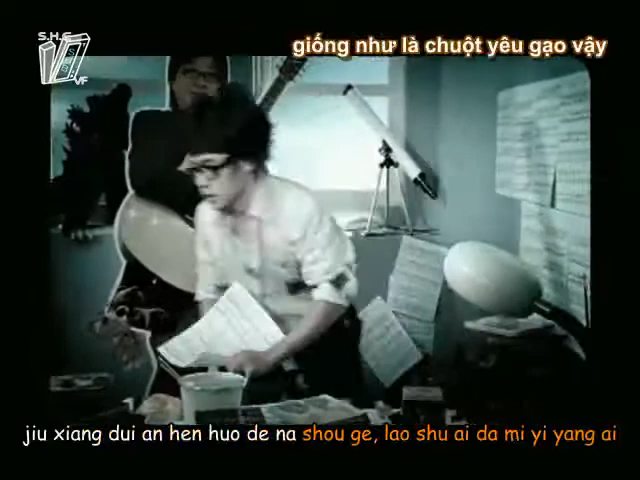 S.H.E
VF
giống như là chuột yêu gạo vậy
jiu xiang dui an hen huo de na shou ge, lao shu ai da mi yi yang ai